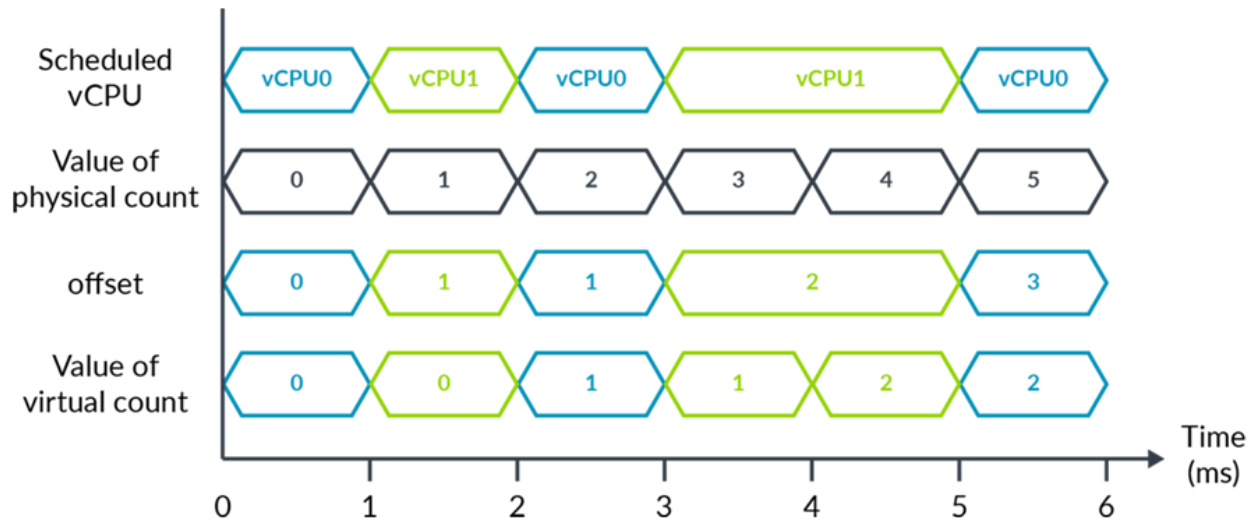 Scheduled
vCPU
vCPU0 vCPU1 vCPU0 vCPU1 vCPU0
Value of
physical count
0 1 2 3 4 5
offset
0 1 1 2 3
Value of
virtual count
0 0 1 1 2 2
Time
(ms)
0 1 2 3 4 5 6